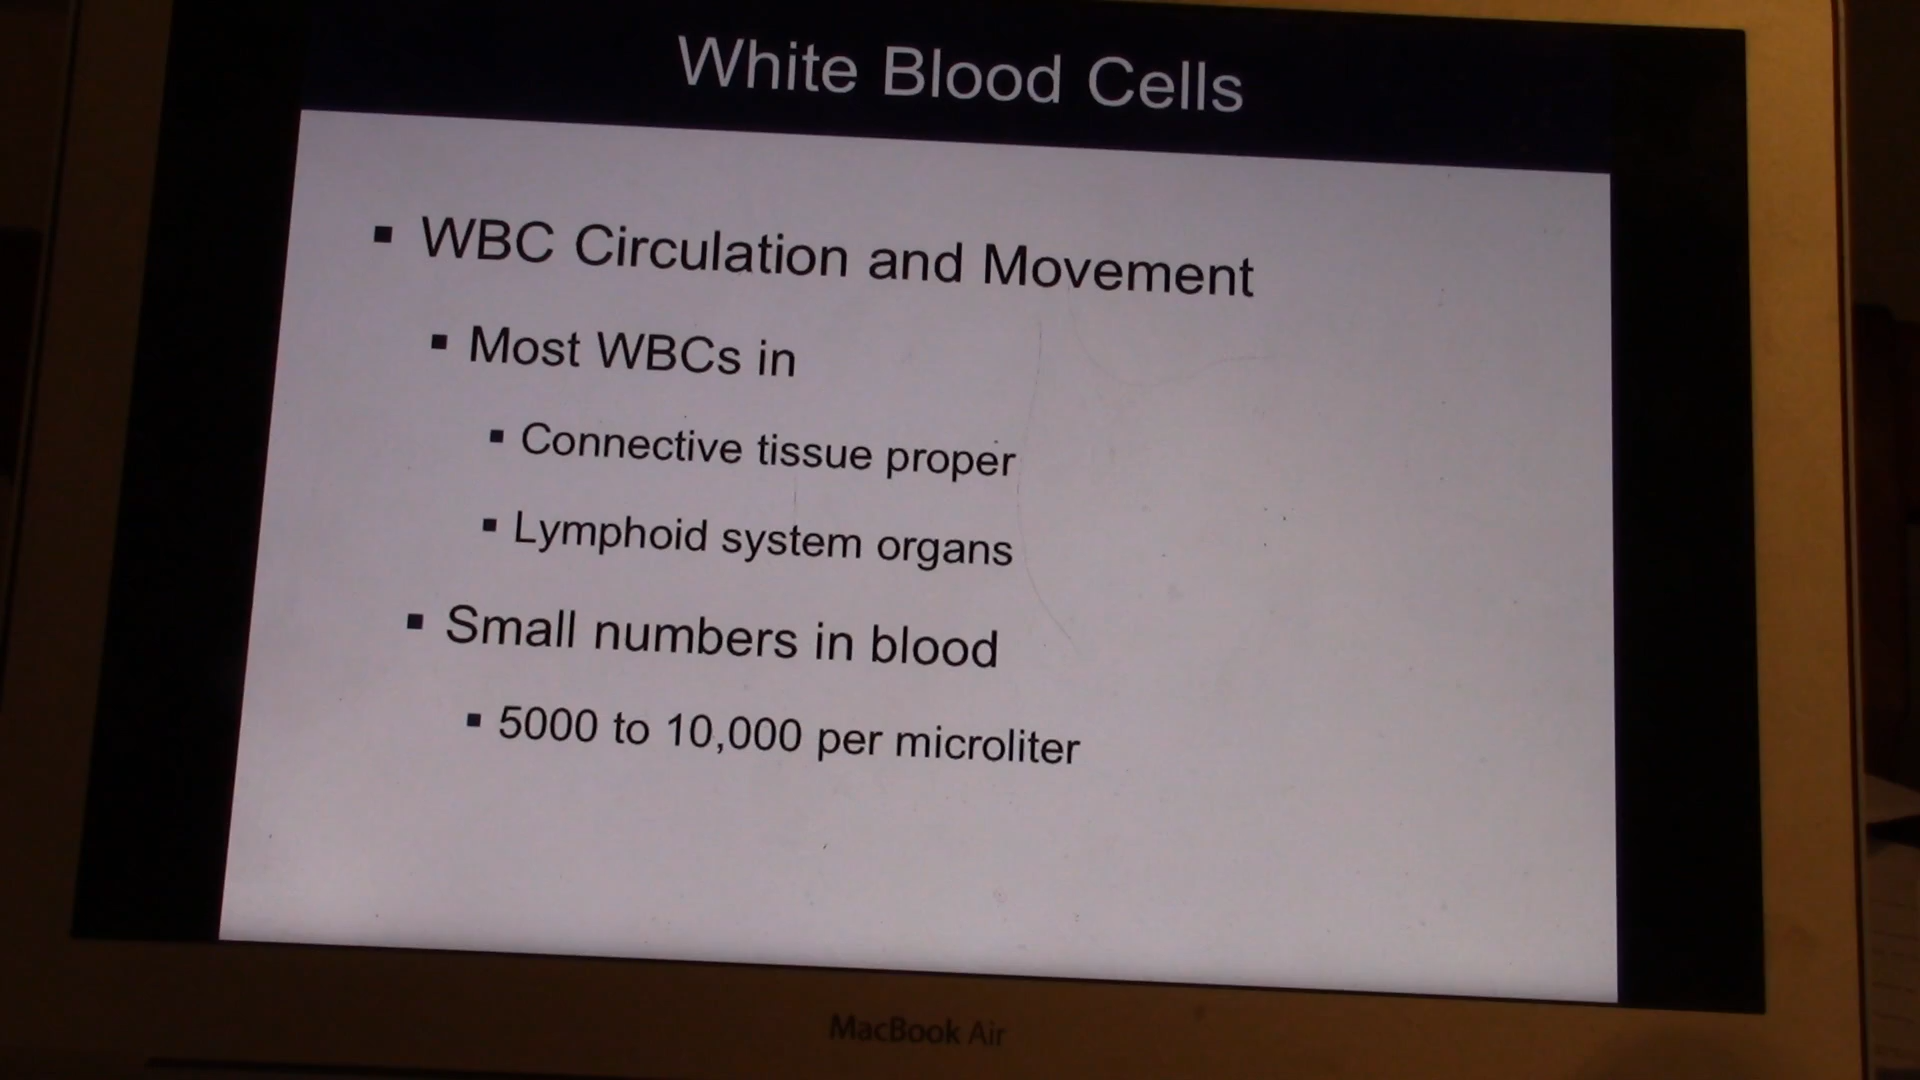 White Blood Cells
▪ WBC Circulation and Movement
▪ Most WBCs in
▪ Connective tissue proper
▪ Lymphoid system organs
▪ Small numbers in blood
▪ 5000 to 10,000 per microliter
MacBook Air